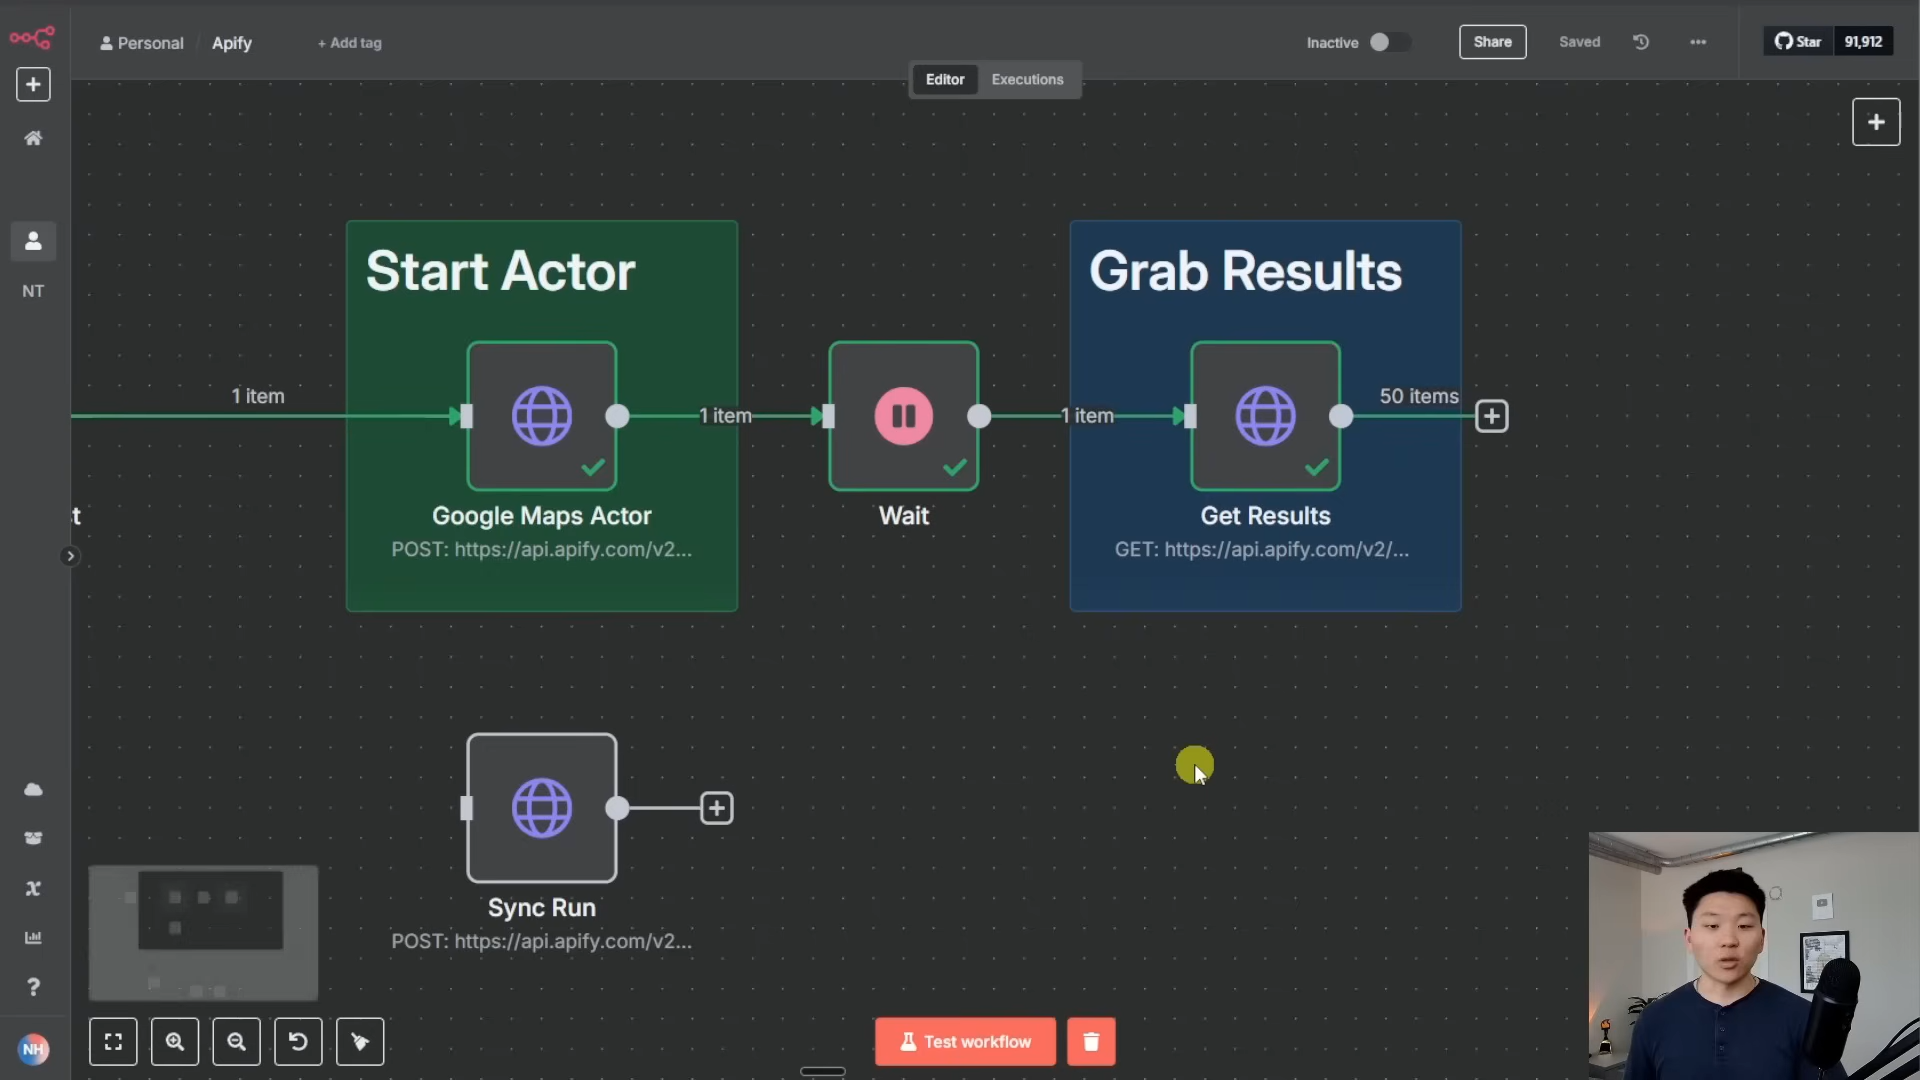 Personal / Apify + Add tag
Inactive Share Saved Star 91,912
Editor Executions
NT
Start Actor
Grab Results
1 item
1 item
1 item
50 items
Google Maps Actor
POST: https://api.apify.com/v2...
Wait
Get Results
GET: https://api.apify.com/v2/...
t
Sync Run
POST: https://api.apify.com/v2...
Test workflow
NH